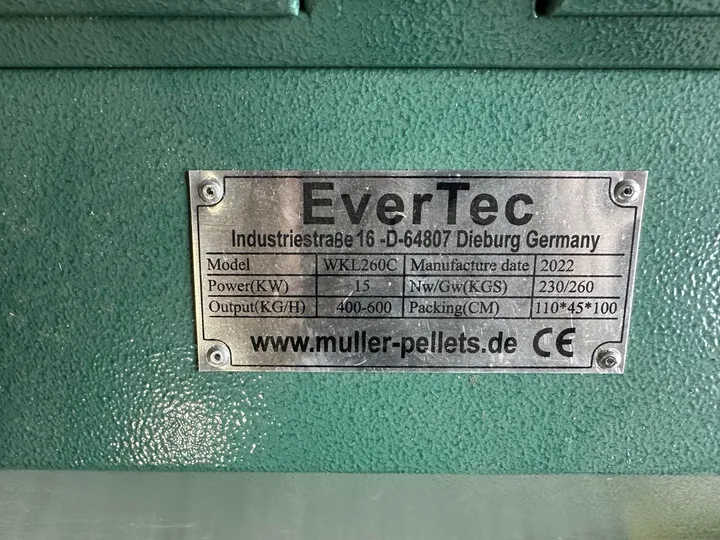 EverTec
Industriestraße 16 -D-64807 Dieburg Germany
Model WKL260C Manufacture date 2022
Power(KW) 15 Nw/Gw(KGS) 230/260
Output(KG/H) 400-600 Packing(CM) 110*45*100
www.muller-pellets.de CE